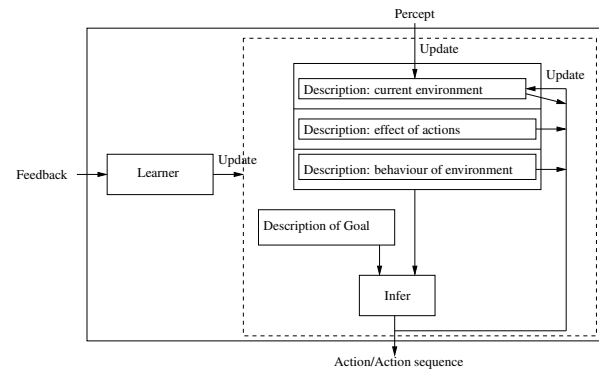 Percept
Update
Update
Description: current environment
Description: effect of actions
Description: behaviour of environment
Feedback
Learner
Update
Description of Goal
Infer
Action/Action sequence